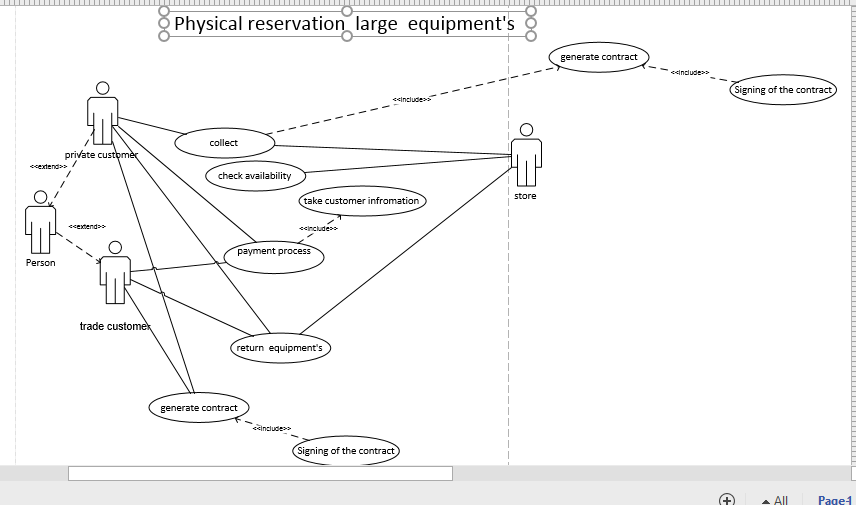 Physical reservation  large  equipment's
generate contract
<<include>>
Signing of the contract
<<include>>
collect
private customer
<<extend>>
check availability
store
take customer infromation
<<extend>>
<<include>>
payment process
Person
trade customer
return  equipment's
generate contract
<<include>>
Signing of the contract
All
Page-1